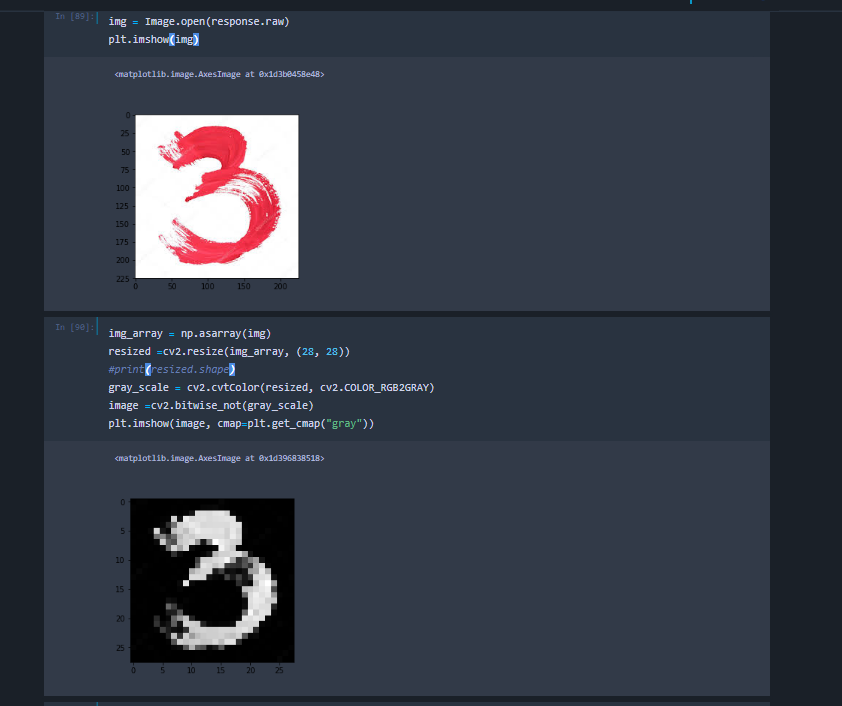 In [89]:
img = Image.open(response.raw)
plt.imshow(img)
<matplotlib.image.AxesImage at 0x1d3b0458e48>
0
25
50
75
100
125
150
175
200
225
0 50 100 150 200
3
In [90]:
img_array = np.asarray(img)
resized =cv2.resize(img_array, (28, 28))
#print(resized.shape)
gray_scale = cv2.cvtColor(resized, cv2.COLOR_RGB2GRAY)
image =cv2.bitwise_not(gray_scale)
plt.imshow(image, cmap=plt.get_cmap("gray"))
<matplotlib.image.AxesImage at 0x1d396838518>
0
5
10
15
20
25
0 5 10 15 20 25
3